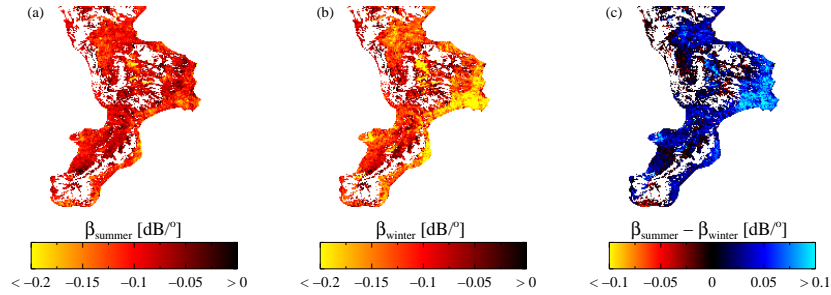 (a)
(b)
(c)
βsummer [dB/º]
βwinter [dB/º]
βsummer − βwinter [dB/º]
< −0.2 −0.15 −0.1 −0.05 > 0
< −0.2 −0.15 −0.1 −0.05 > 0
< −0.1 −0.05 0 0.05 > 0.1